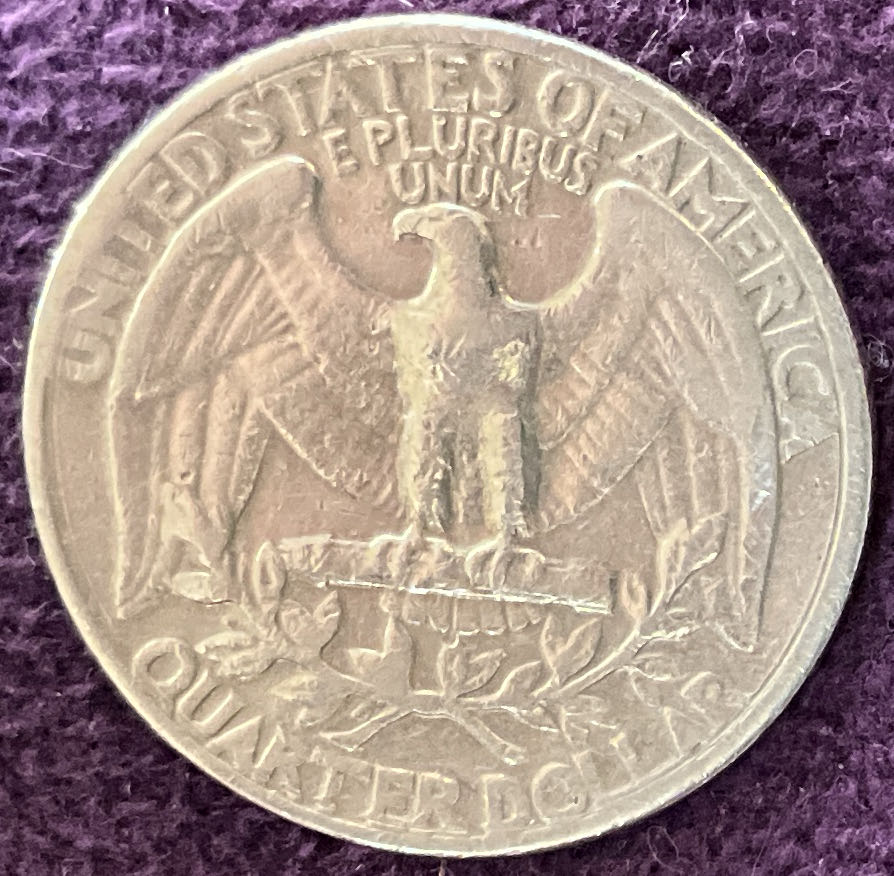 UNITED STATES OF AMERICA
E PLURIBUS
UNUM
QUARTER DOLLAR